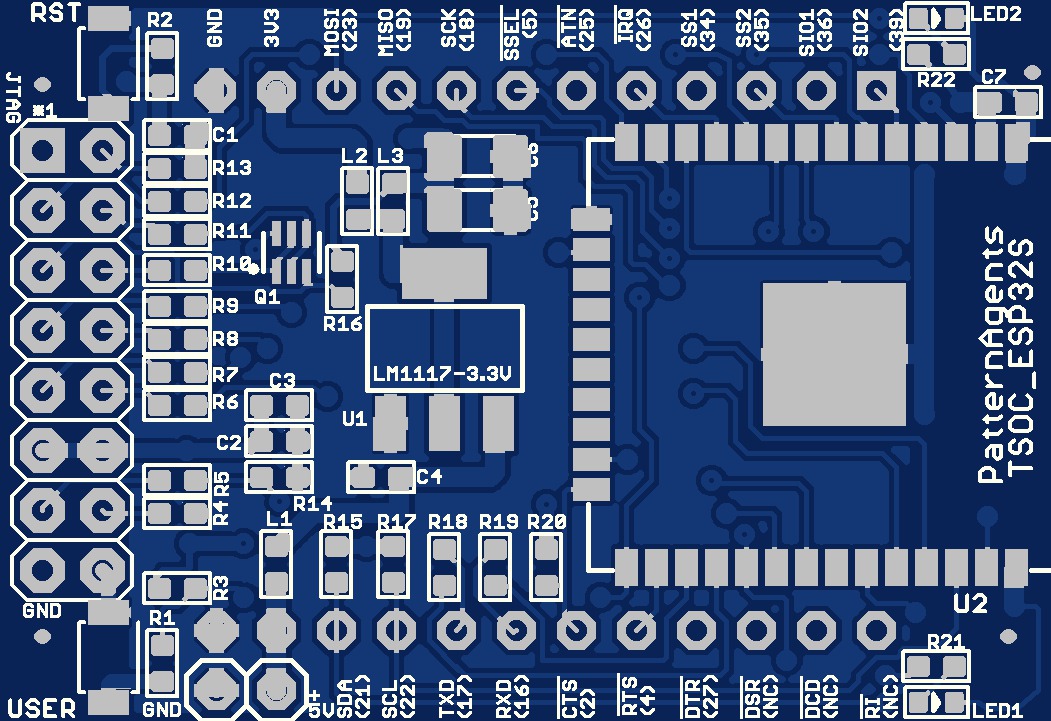 RST
R2
GND
3V3
MOSI
(23)
MISO
(19)
SCK
(18)
SSEL
(5)
ATN
(25)
IRQ
(26)
SS1
(34)
SS2
(35)
SIO1
(36)
SIO2
(39)
LED2
R22
C7
JTAG
*1
C1
R13
R12
R11
R10
R9
R8
R7
R6
L2
L3
Q1
R16
LM1117-3.3V
C3
U1
C2
C4
R5
R4
R14
L1
R15
R17
R18
R19
R20
PatternAgents
TSOC_ESP32S
R3
GND
R1
U2
R21
USER
GND
+
5V
SDA
(21)
SCL
(22)
TXD
(17)
RXD
(16)
CTS
(2)
RTS
(4)
DTR
(27)
DSR
(NC)
DCD
(NC)
RI
(NC)
LED1